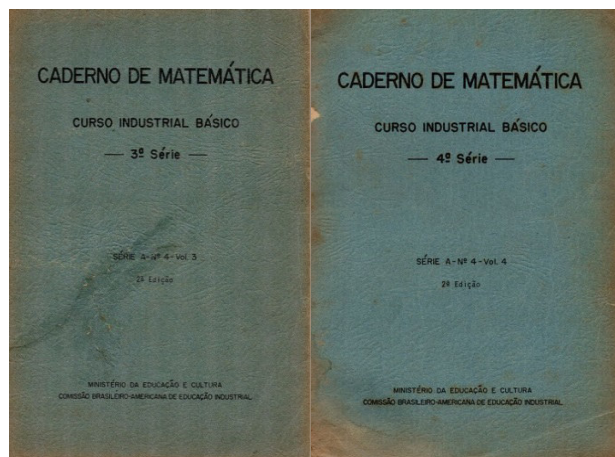 CADERNO DE MATEMÁTICA
CURSO INDUSTRIAL BÁSICO
— 3ª Série —
SÉRIE A-Nº 4-Vol. 3
2ª Edição
MINISTÉRIO DA EDUCAÇÃO E CULTURA
COMISSÃO BRASILEIRO-AMERICANA DE EDUCAÇÃO INDUSTRIAL
CADERNO DE MATEMÁTICA
CURSO INDUSTRIAL BÁSICO
— 4ª Série —
SÉRIE A-Nº 4-Vol. 4
2ª Edição
MINISTÉRIO DA EDUCAÇÃO E CULTURA
COMISSÃO BRASILEIRO-AMERICANA DE EDUCAÇÃO INDUSTRIAL